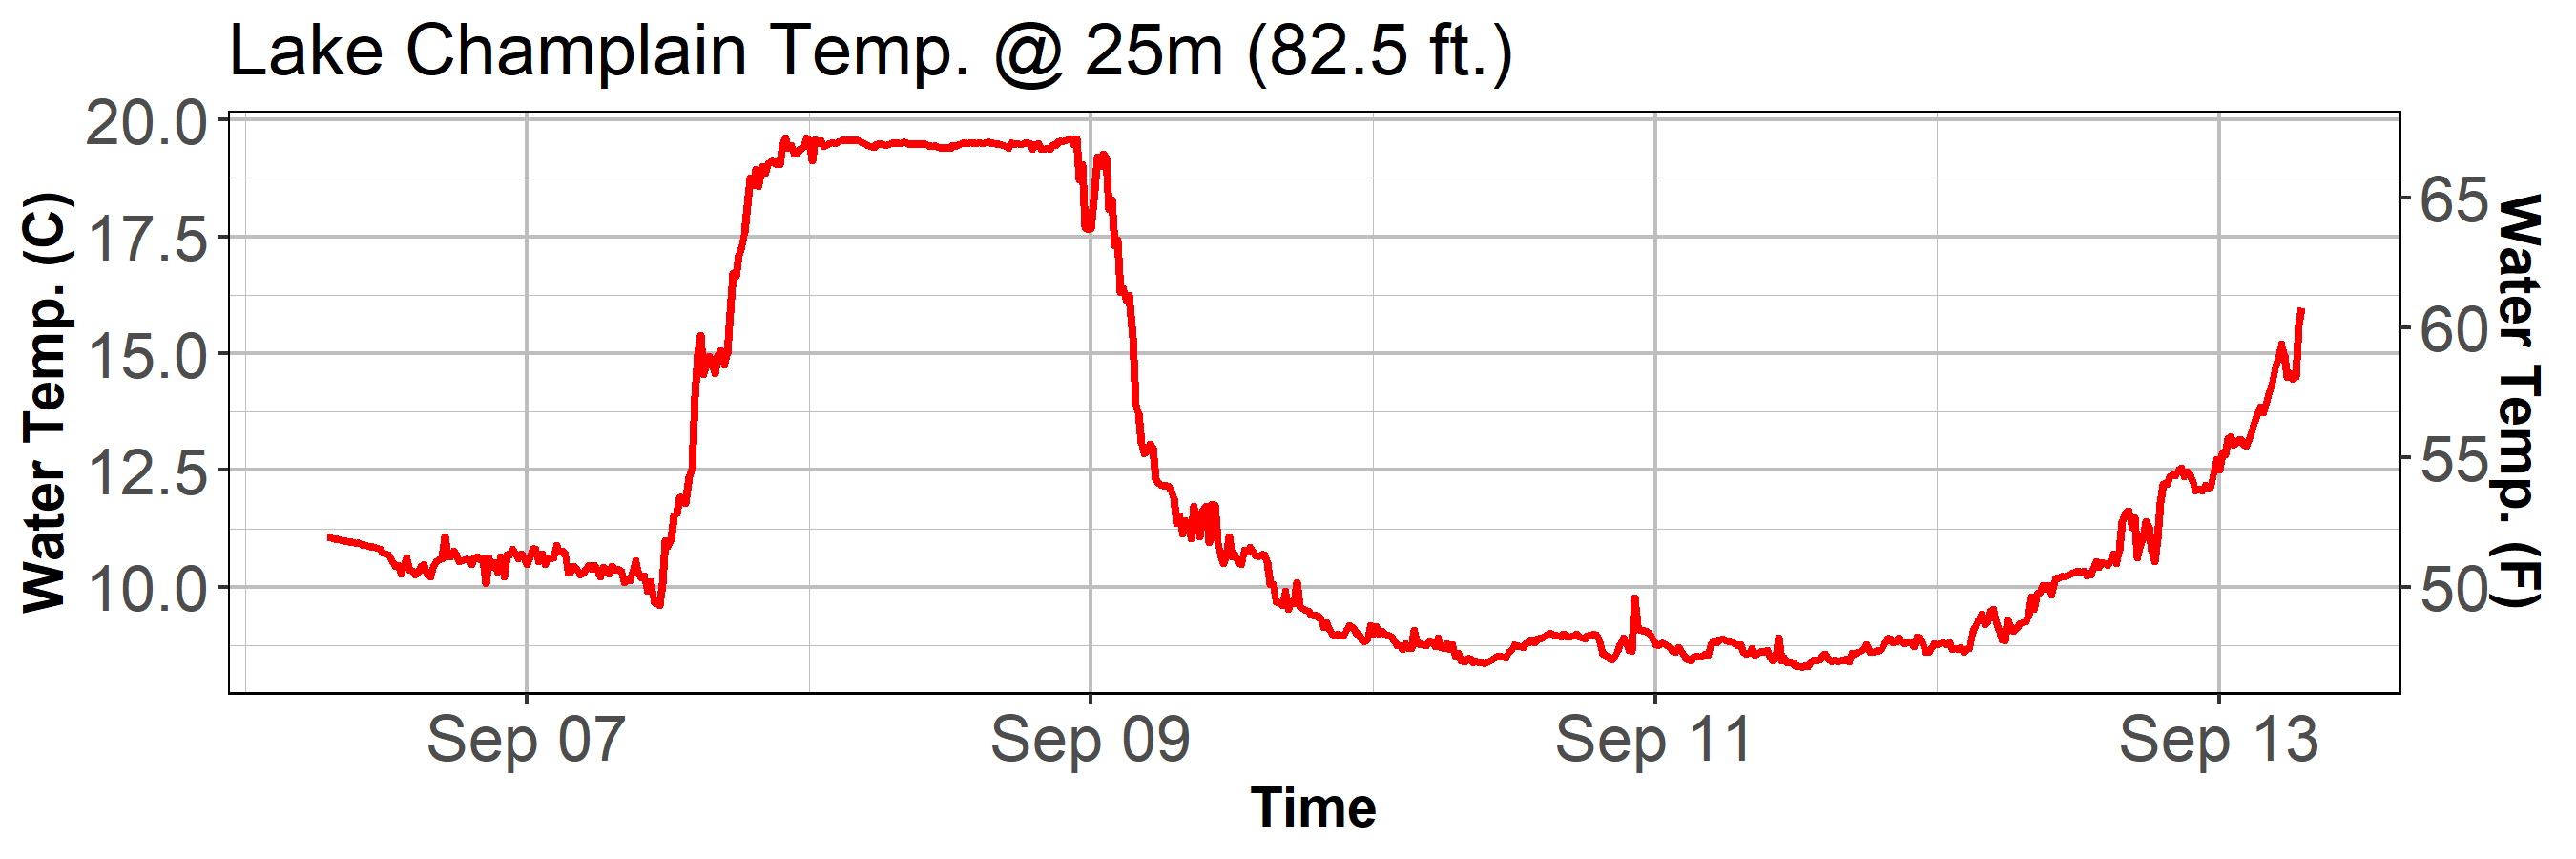 Lake Champlain Temp. @ 25m (82.5 ft.)
Water Temp. (C)
20.0
17.5
15.0
12.5
10.0
65
60
55
50
Water Temp. (F)
Sep 07
Sep 09
Sep 11
Sep 13
Time